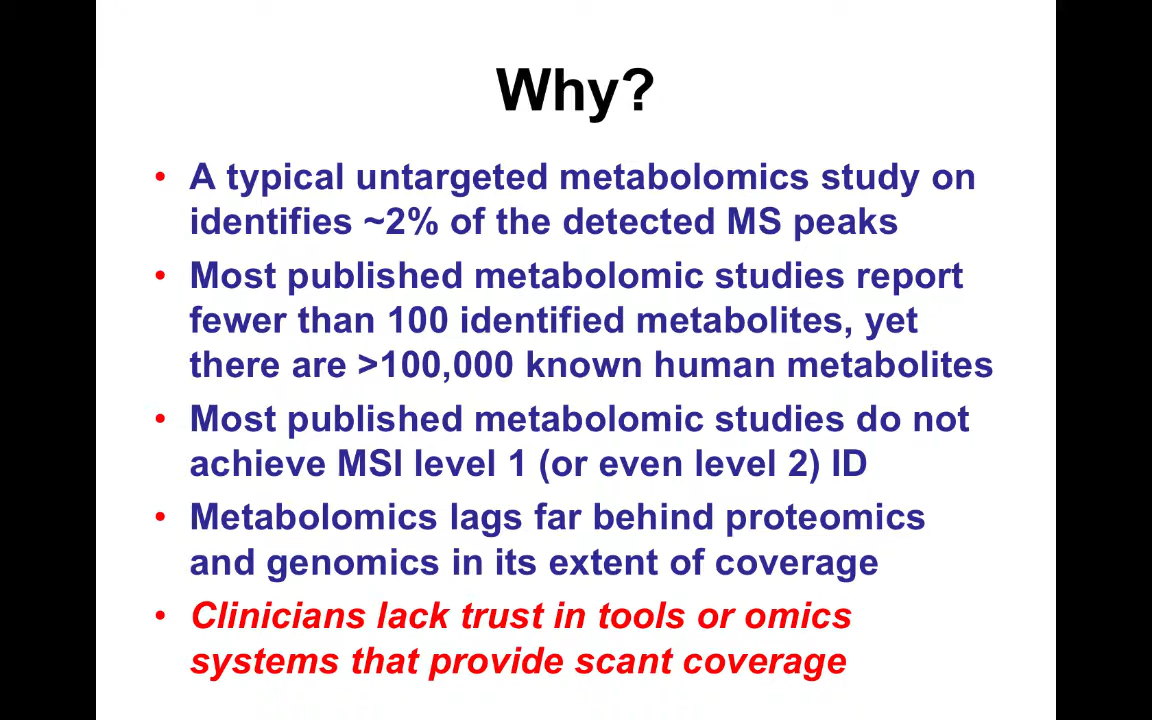 Why?
• A typical untargeted metabolomics study on
identifies ~2% of the detected MS peaks
• Most published metabolomic studies report
fewer than 100 identified metabolites, yet
there are >100,000 known human metabolites
• Most published metabolomic studies do not
achieve MSI level 1 (or even level 2) ID
• Metabolomics lags far behind proteomics
and genomics in its extent of coverage
• Clinicians lack trust in tools or omics
systems that provide scant coverage